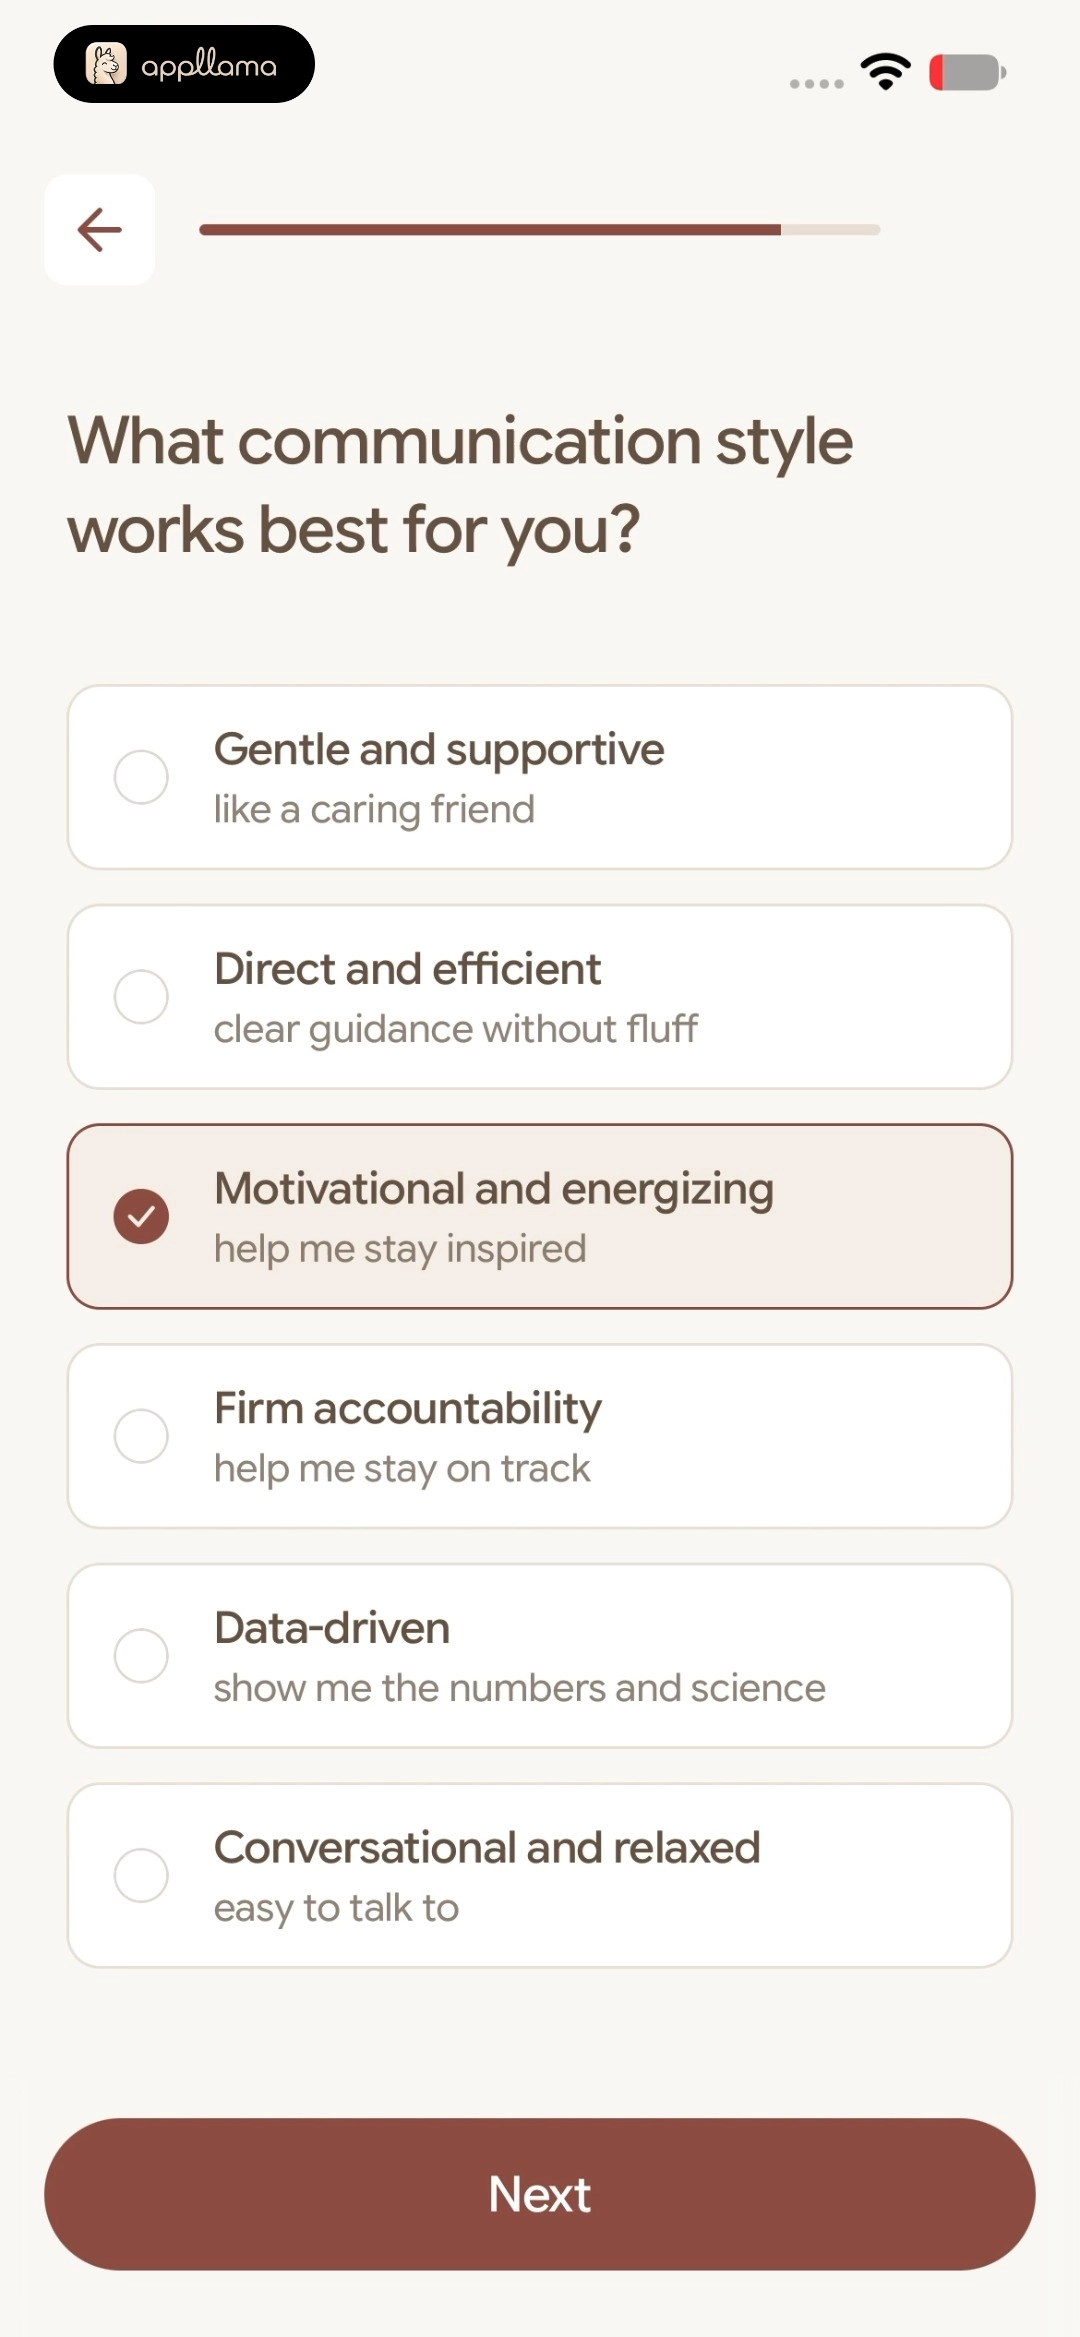 appllama
What communication style
works best for you?
Gentle and supportive
like a caring friend
Direct and efficient
clear guidance without fluff
Motivational and energizing
help me stay inspired
Firm accountability
help me stay on track
Data-driven
show me the numbers and science
Conversational and relaxed
easy to talk to
Next